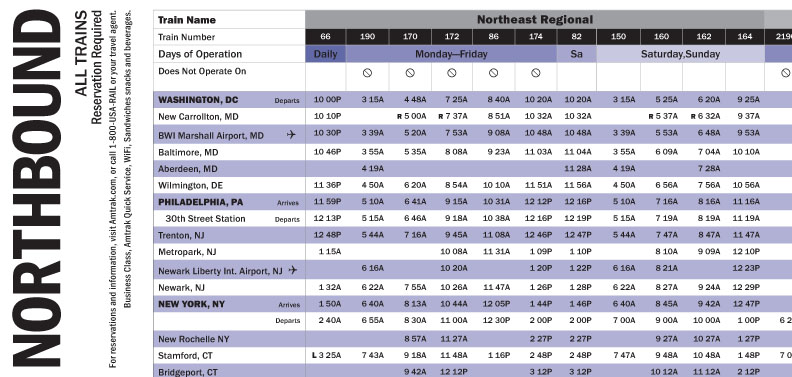 NORTHBOUND
ALL TRAINS
Reservation Required
For reservations and information, visit Amtrak.com, or call 1-800-USA-RAIL or your travel agent.
Business Class, Amtrak Quick Service, WiFi, Sandwiches snacks and beverages.
Train Name Northeast Regional
Train Number 66 190 170 172 86 174 82 150 160 162 164 219
Days of Operation Daily Monday—Friday Sa Saturday,Sunday
Does Not Operate On
WASHINGTON, DC Departs 10 00P 3 15A 4 48A 7 25A 8 40A 10 20A 10 20A 3 15A 5 25A 6 20A 9 25A
New Carrollton, MD 10 10P R 5 00A R 7 37A 8 51A 10 32A 10 32A R 5 37A R 6 32A 9 37A
BWI Marshall Airport, MD 10 30P 3 39A 5 20A 7 53A 9 08A 10 48A 10 48A 3 39A 5 53A 6 48A 9 53A
Baltimore, MD 10 46P 3 55A 5 35A 8 08A 9 23A 11 03A 11 04A 3 55A 6 09A 7 04A 10 10A
Aberdeen, MD 4 19A 11 28A 4 19A 7 28A
Wilmington, DE 11 36P 4 50A 6 20A 8 54A 10 10A 11 51A 11 56A 4 50A 6 56A 7 56A 10 56A
PHILADELPHIA, PA Arrives 11 59P 5 10A 6 41A 9 15A 10 31A 12 12P 12 16P 5 10A 7 16A 8 16A 11 16A
30th Street Station Departs 12 13P 5 15A 6 46A 9 18A 10 38A 12 16P 12 19P 5 15A 7 19A 8 19A 11 19A
Trenton, NJ 12 48P 5 44A 7 16A 9 45A 11 08A 12 46P 12 47P 5 44A 7 47A 8 47A 11 47A
Metropark, NJ 1 15A 10 08A 11 31A 1 09P 1 10P 8 10A 9 09A 12 10P
Newark Liberty Int. Airport, NJ 6 16A 10 20A 1 20P 1 22P 6 16A 8 21A 12 23P
Newark, NJ 1 32A 6 22A 7 55A 10 26A 11 47A 1 26P 1 28P 6 22A 8 27A 9 24A 12 29P
NEW YORK, NY Arrives 1 50A 6 40A 8 13A 10 44A 12 05P 1 44P 1 46P 6 40A 8 45A 9 42A 12 47P
Departs 2 40A 6 55A 8 30A 11 00A 12 30P 2 00P 2 00P 7 00A 9 00A 10 00A 1 00P 6 2
New Rochelle NY 8 57A 11 27A 2 27P 2 27P 9 27A 10 27A 1 27P
Stamford, CT L 3 25A 7 43A 9 18A 11 48A 1 16P 2 48P 2 48P 7 47A 9 48A 10 48A 1 48P 7 0
Bridgeport, CT 9 42A 12 12P 3 12P 3 12P 10 12A 11 12A 2 12P